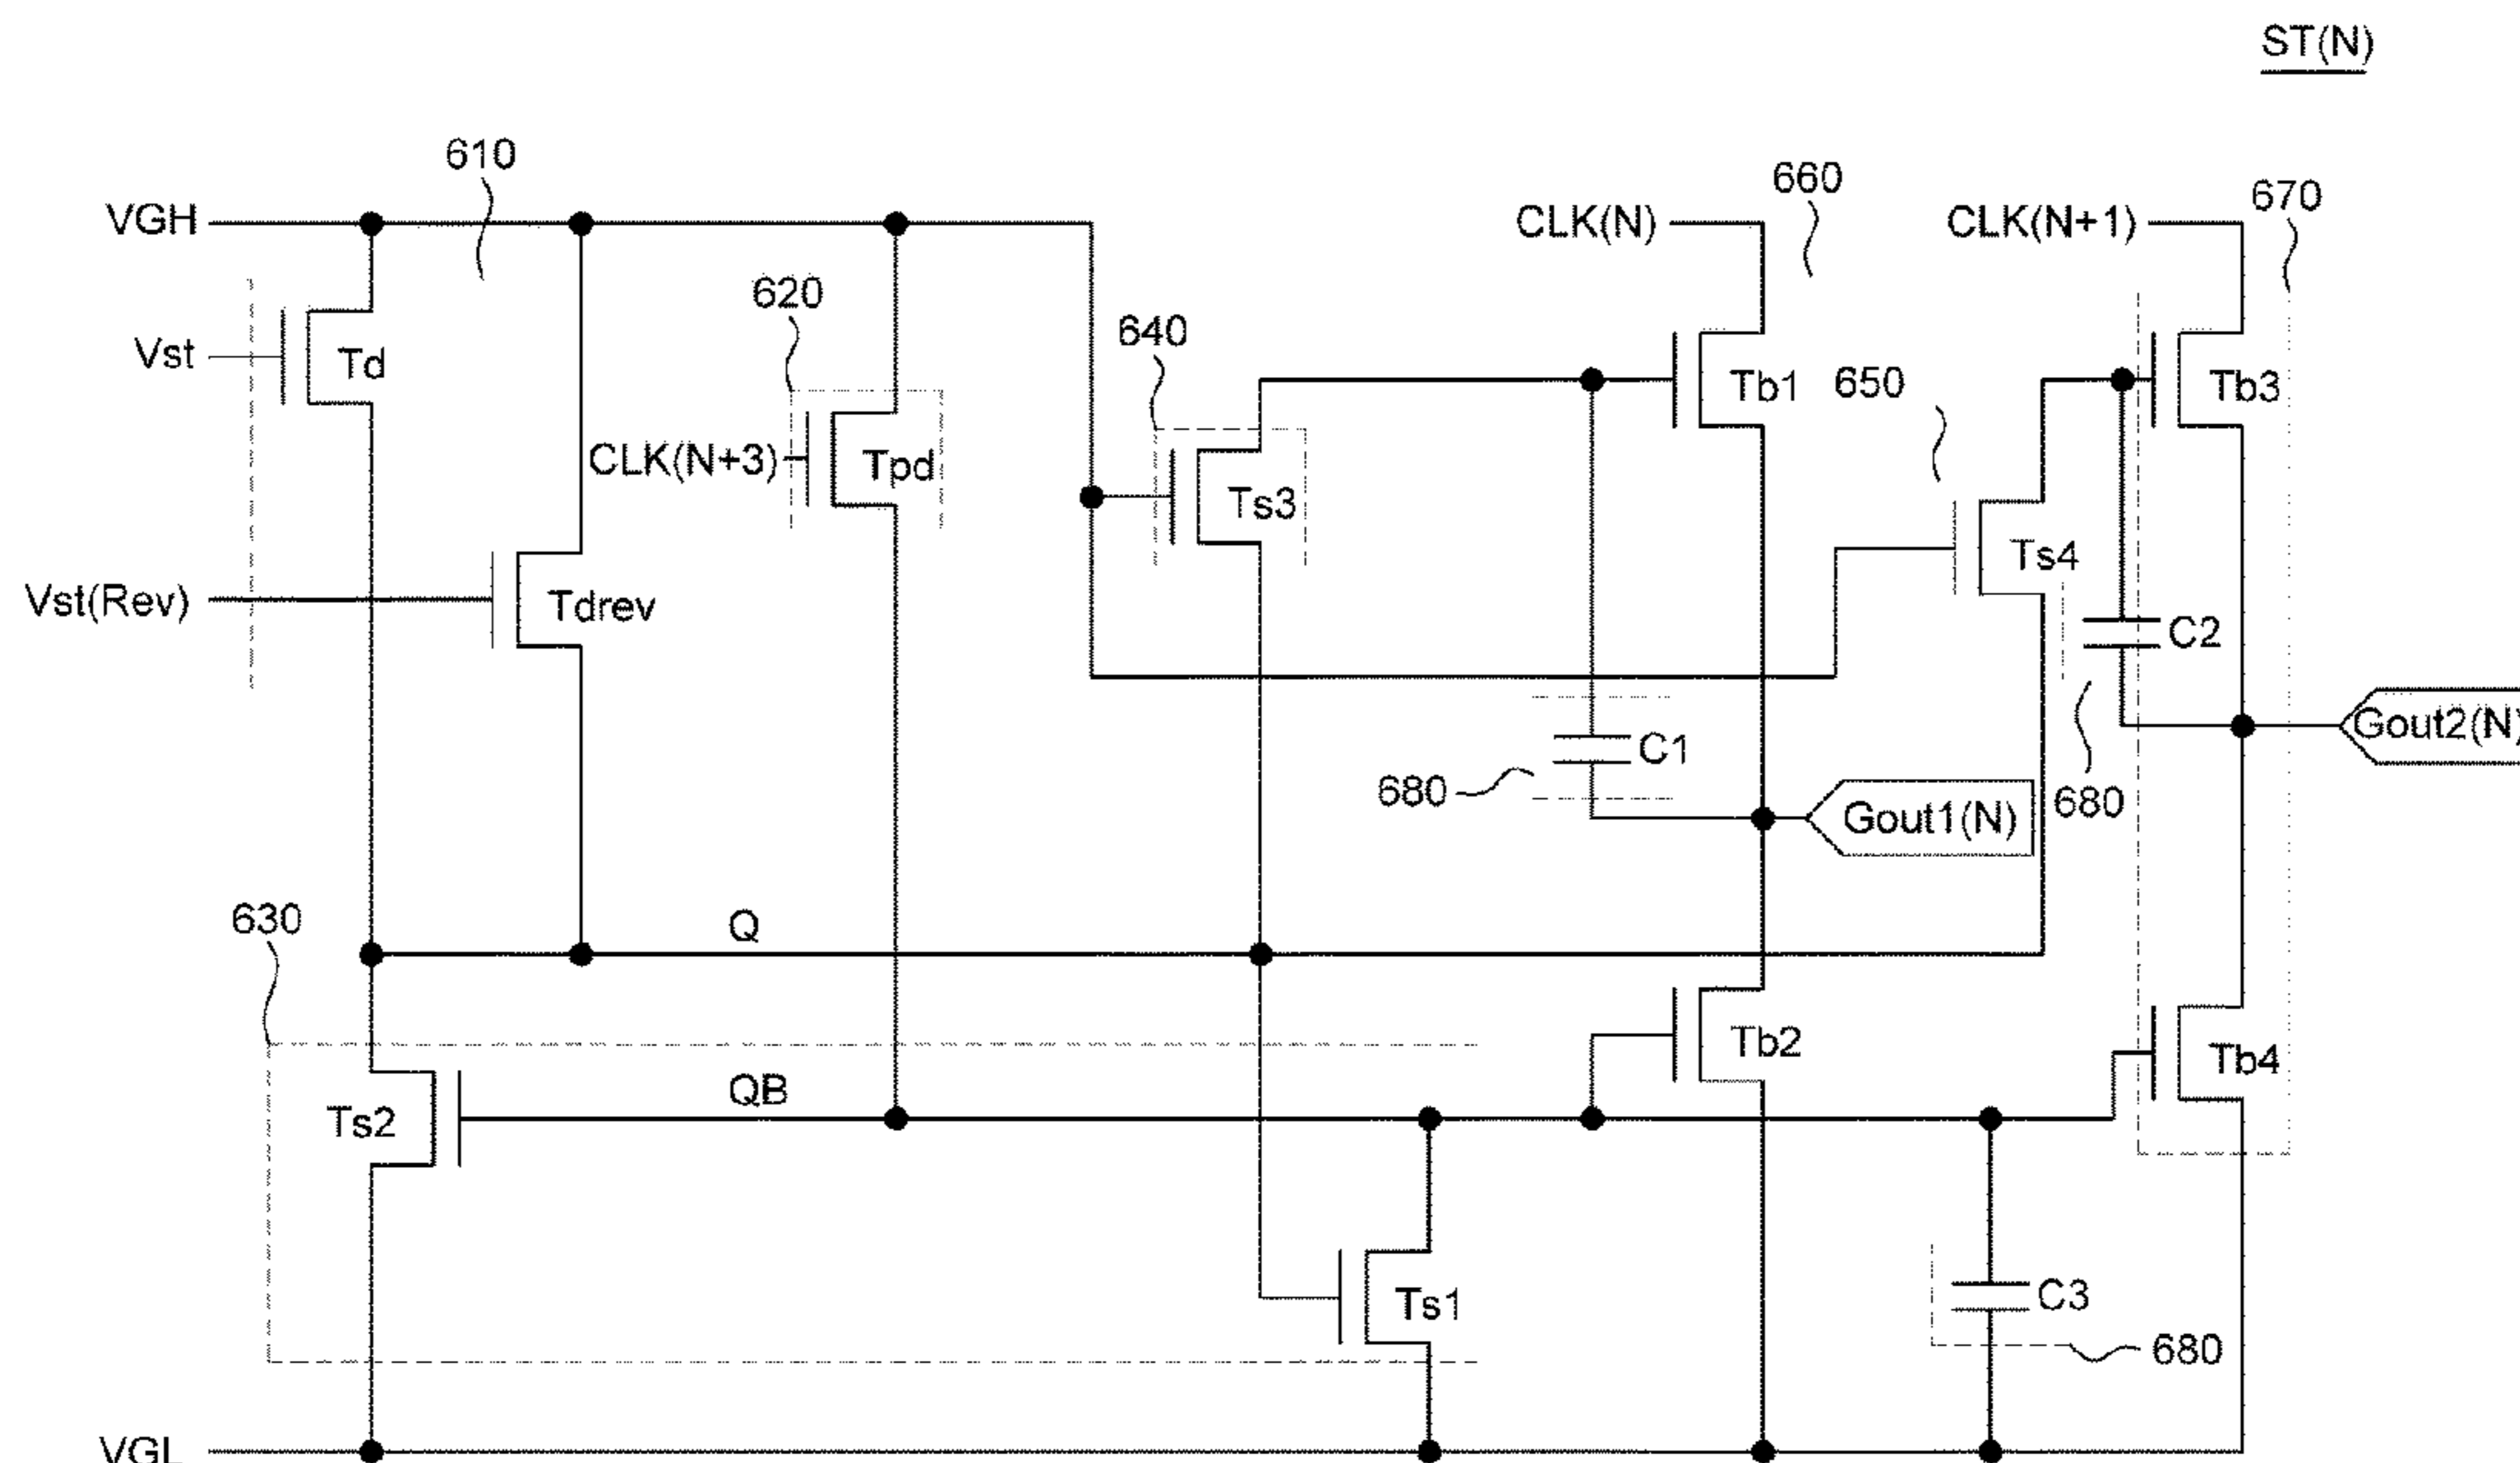 ST(N)
610
660
670
VGH
CLK(N)
CLK(N+1)
620
640
Vst
Td
Tb1
650
Tb3
CLK(N+3)
Tpd
Ts3
Ts4
Vst(Rev)
Tdrev
C2
Gout2(N)
C1
680
680
Gout1(N)
630
Q
Tb2
Tb4
QB
Ts2
Ts1
C3
680
VGL